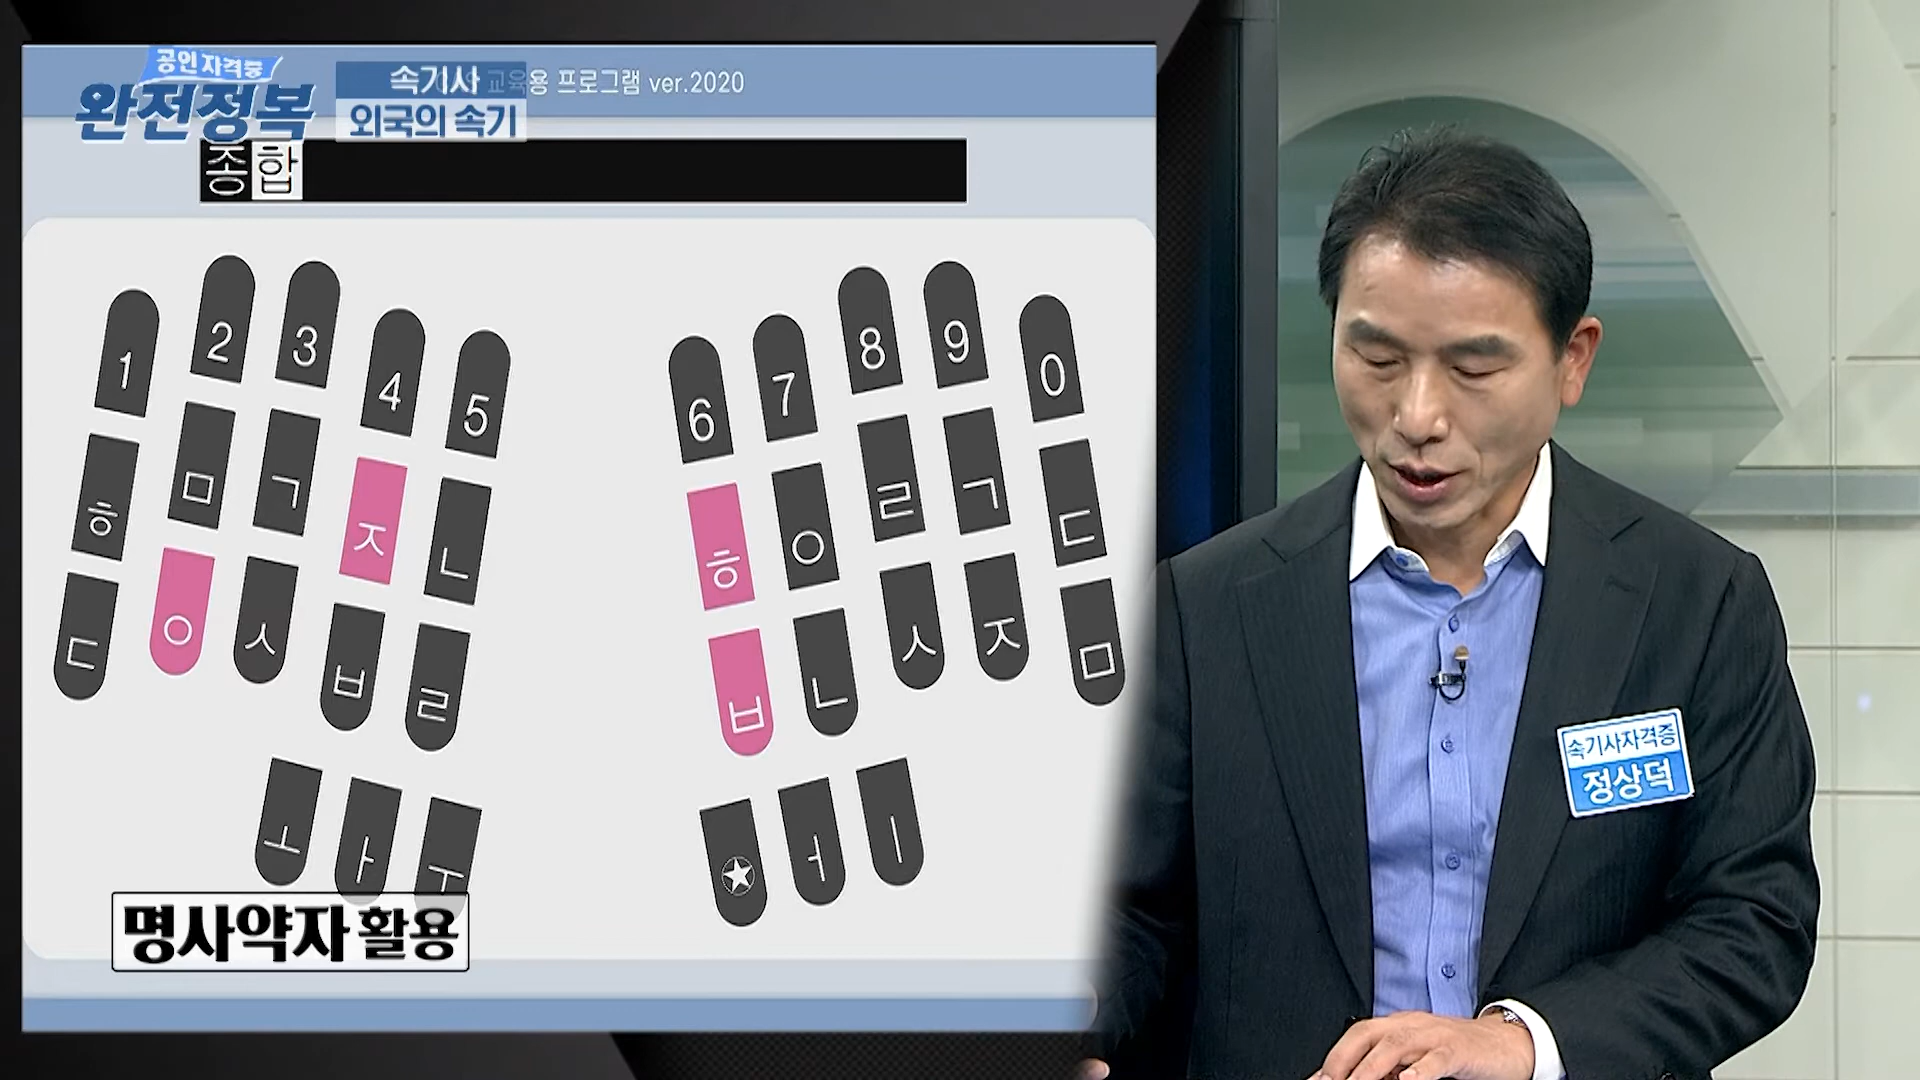 공인자격증
완전정복
속기사
외국의 속기
교육용 프로그램 ver.2020
종합
1 2 3 4 5 6 7 8 9 0
ㅎ ㅁ ㄱ ㅈ ㄴ ㅎ ㅇ ㄹ ㄱ ㄷ
ㄷ ㅇ ㅅ ㅂ ㄹ ㅂ ㄴ ㅅ ㅈ ㅁ
ㅗ ㅏ ㅜ ㅓ ㅣ
명사약자 활용
속기사자격증
정상덕